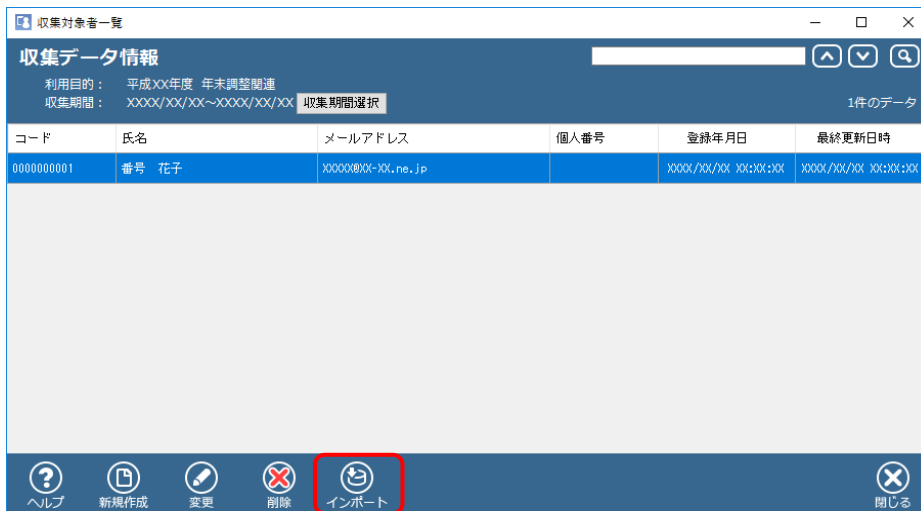 収集対象者一覧
収集データ情報
利用目的： 平成XX年度 年末調整関連
収集期間： XXXX/XX/XX～XXXX/XX/XX 収集期間選択
1件のデータ
コード 氏名 メールアドレス 個人番号 登録年月日 最終更新日時
0000000001 番号 花子 XXXXX@XX-XX.ne.jp XXXX/XX/XX XX:XX:XX XXXX/XX/XX XX:XX:XX
ヘルプ 新規作成 変更 削除 インポート 閉じる